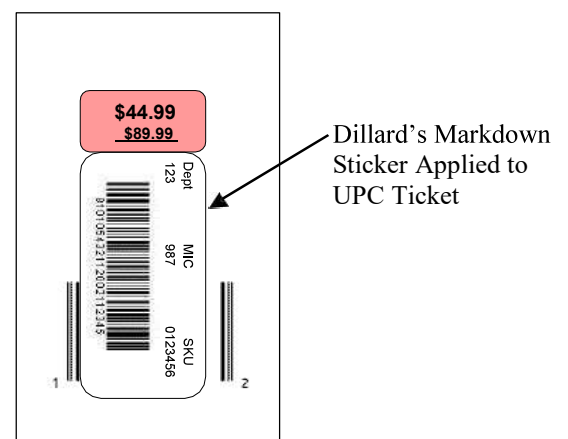 $44.99
$89.99
Dept
123
MIC
987
SKU
0123456
1
2
Dillard’s Markdown
Sticker Applied to
UPC Ticket